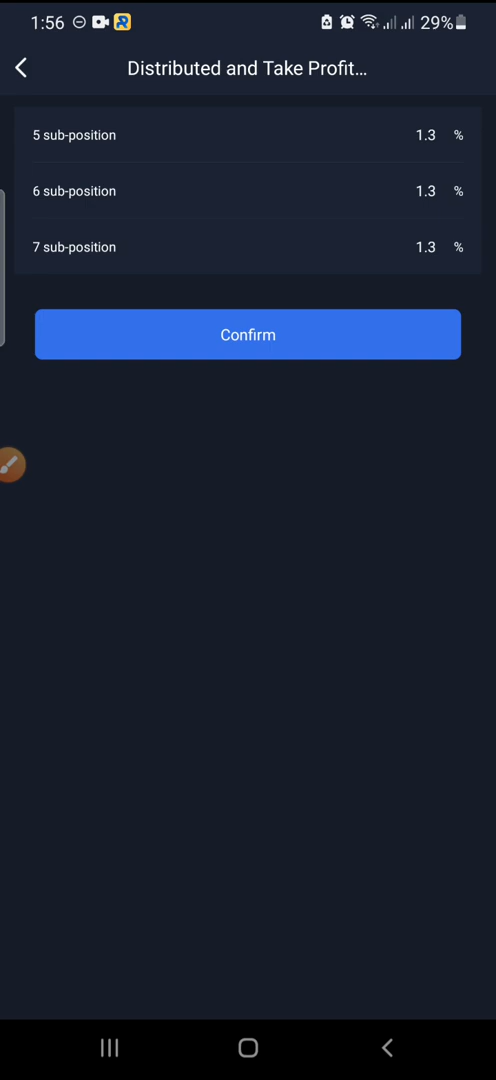 1:56 29%
Distributed and Take Profit...
5 sub-position 1.3 %
6 sub-position 1.3 %
7 sub-position 1.3 %
Confirm